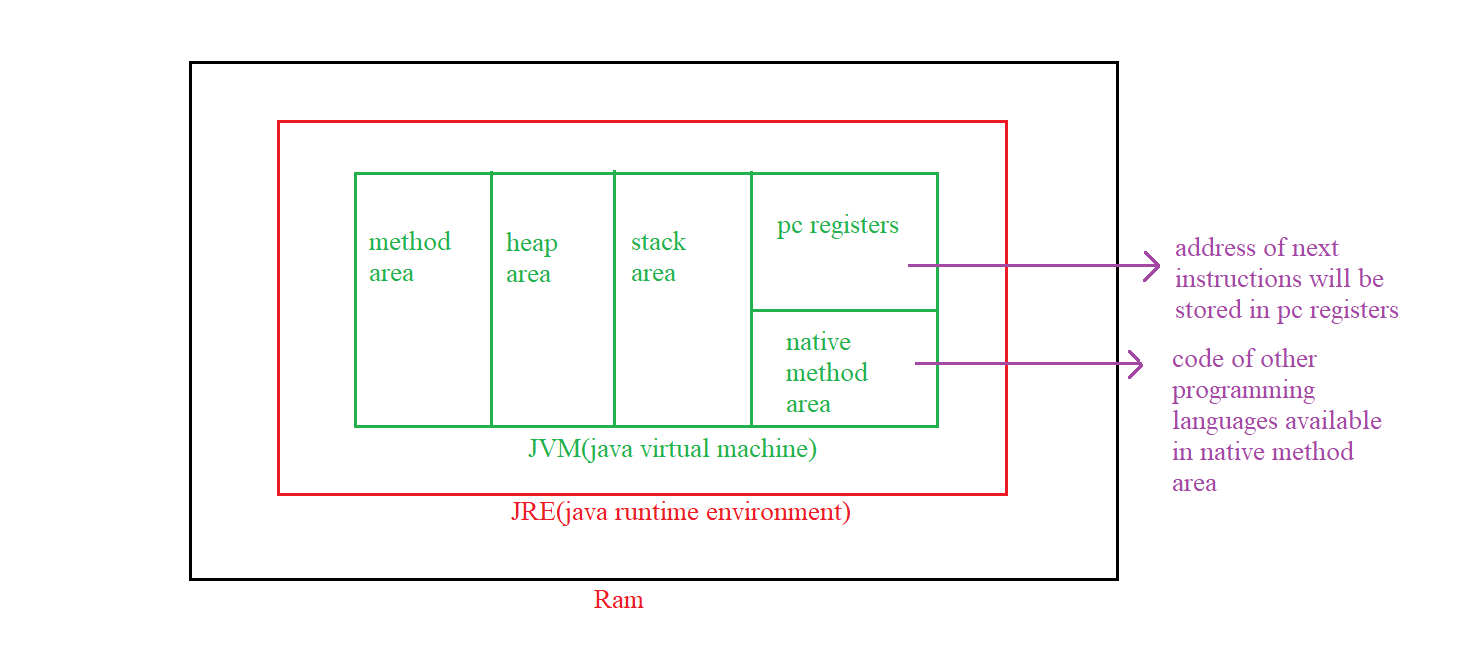 method
area
heap
area
stack
area
pc registers
native
method
area
address of next
instructions will be
stored in pc registers
code of other
programming
languages available
in native method
area
JVM(java virtual machine)
JRE(java runtime environment)
Ram